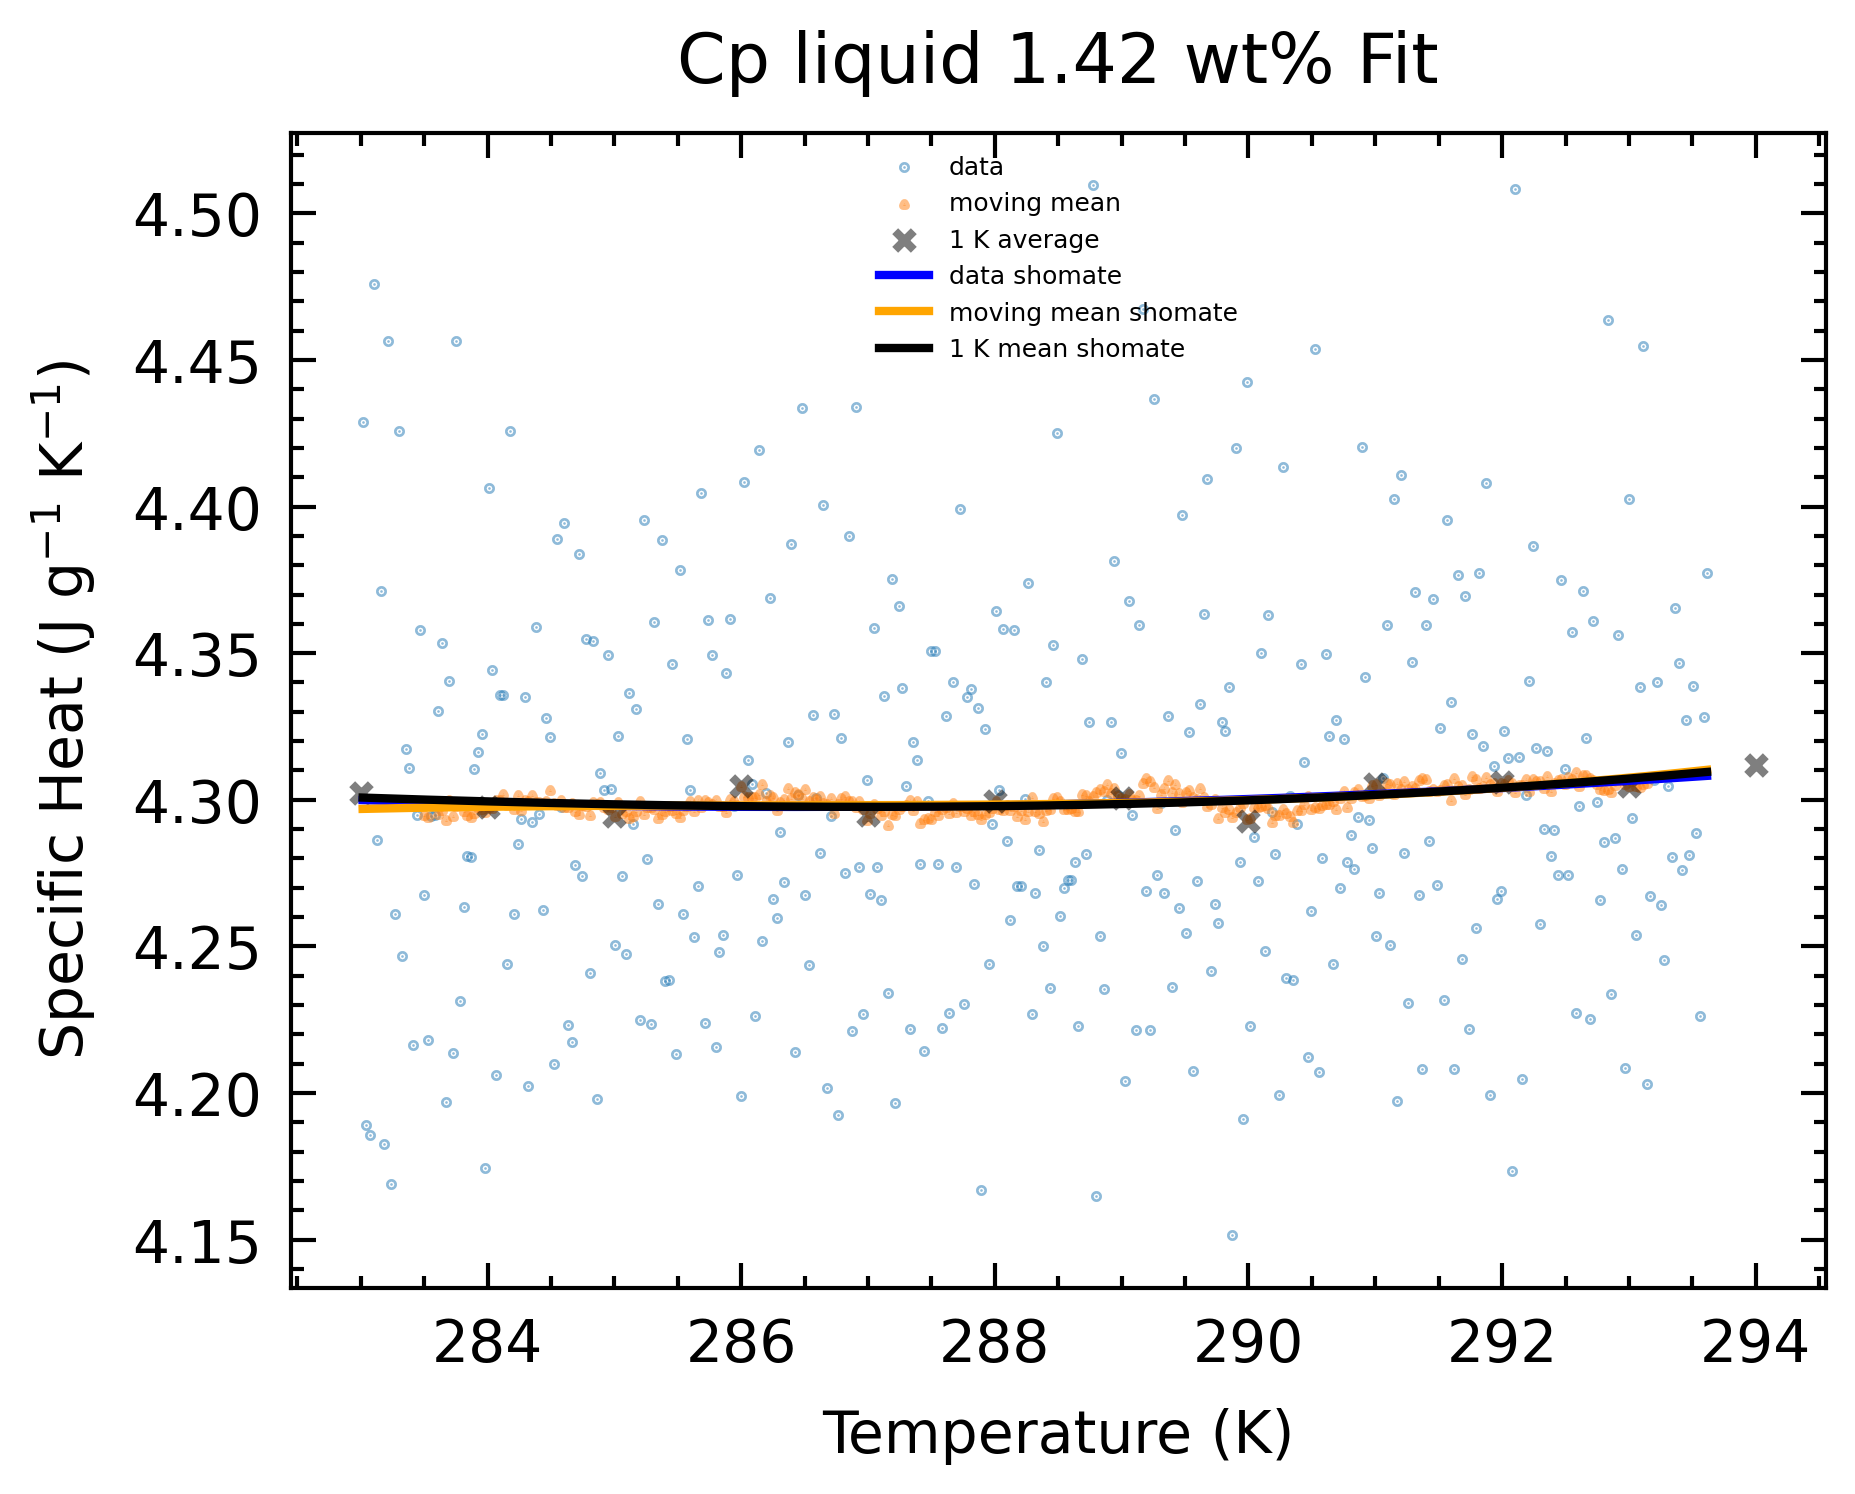 Cp liquid 1.42 wt% Fit
data
moving mean
1 K average
data shomate
moving mean shomate
1 K mean shomate
Specific Heat (J g⁻¹ K⁻¹)
4.50
4.45
4.40
4.35
4.30
4.25
4.20
4.15
284 286 288 290 292 294
Temperature (K)